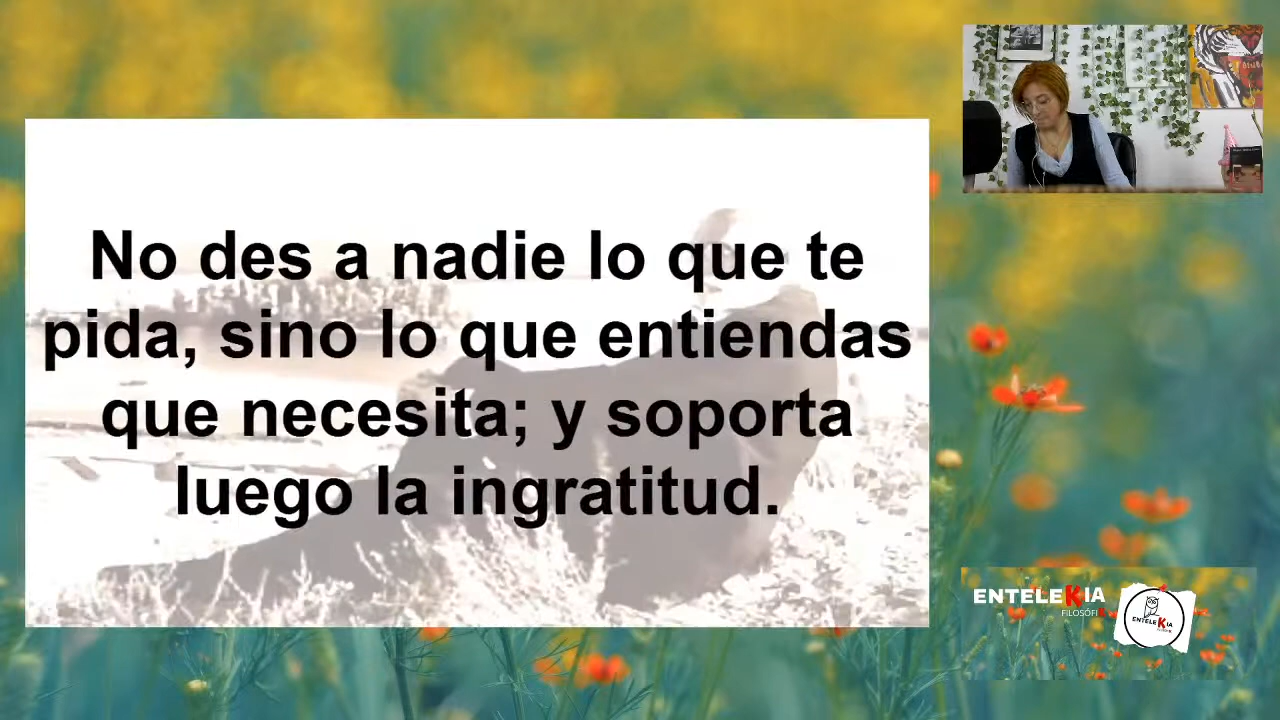 No des a nadie lo que te
pida, sino lo que entiendas
que necesita; y soporta
luego la ingratitud.
ENTELEKIA
FILOSÓFIKA
ENTELEKIA